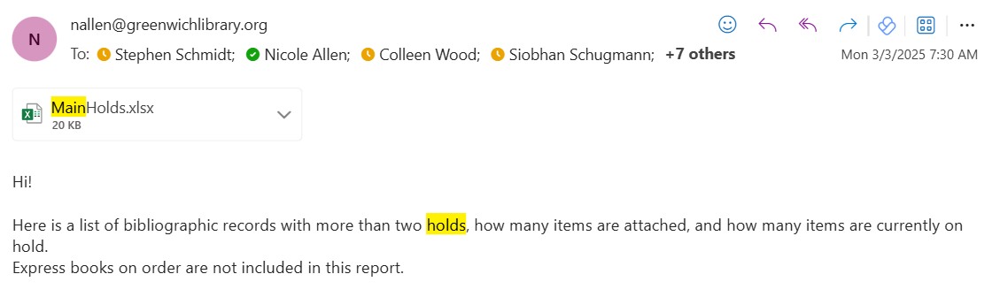 nallen@greenwichlibrary.org
N
To: Stephen Schmidt; Nicole Allen; Colleen Wood; Siobhan Schugmann; +7 others
Mon 3/3/2025 7:30 AM
MainHolds.xlsx
20 KB
Hi!
Here is a list of bibliographic records with more than two holds, how many items are attached, and how many items are currently on
hold.
Express books on order are not included in this report.